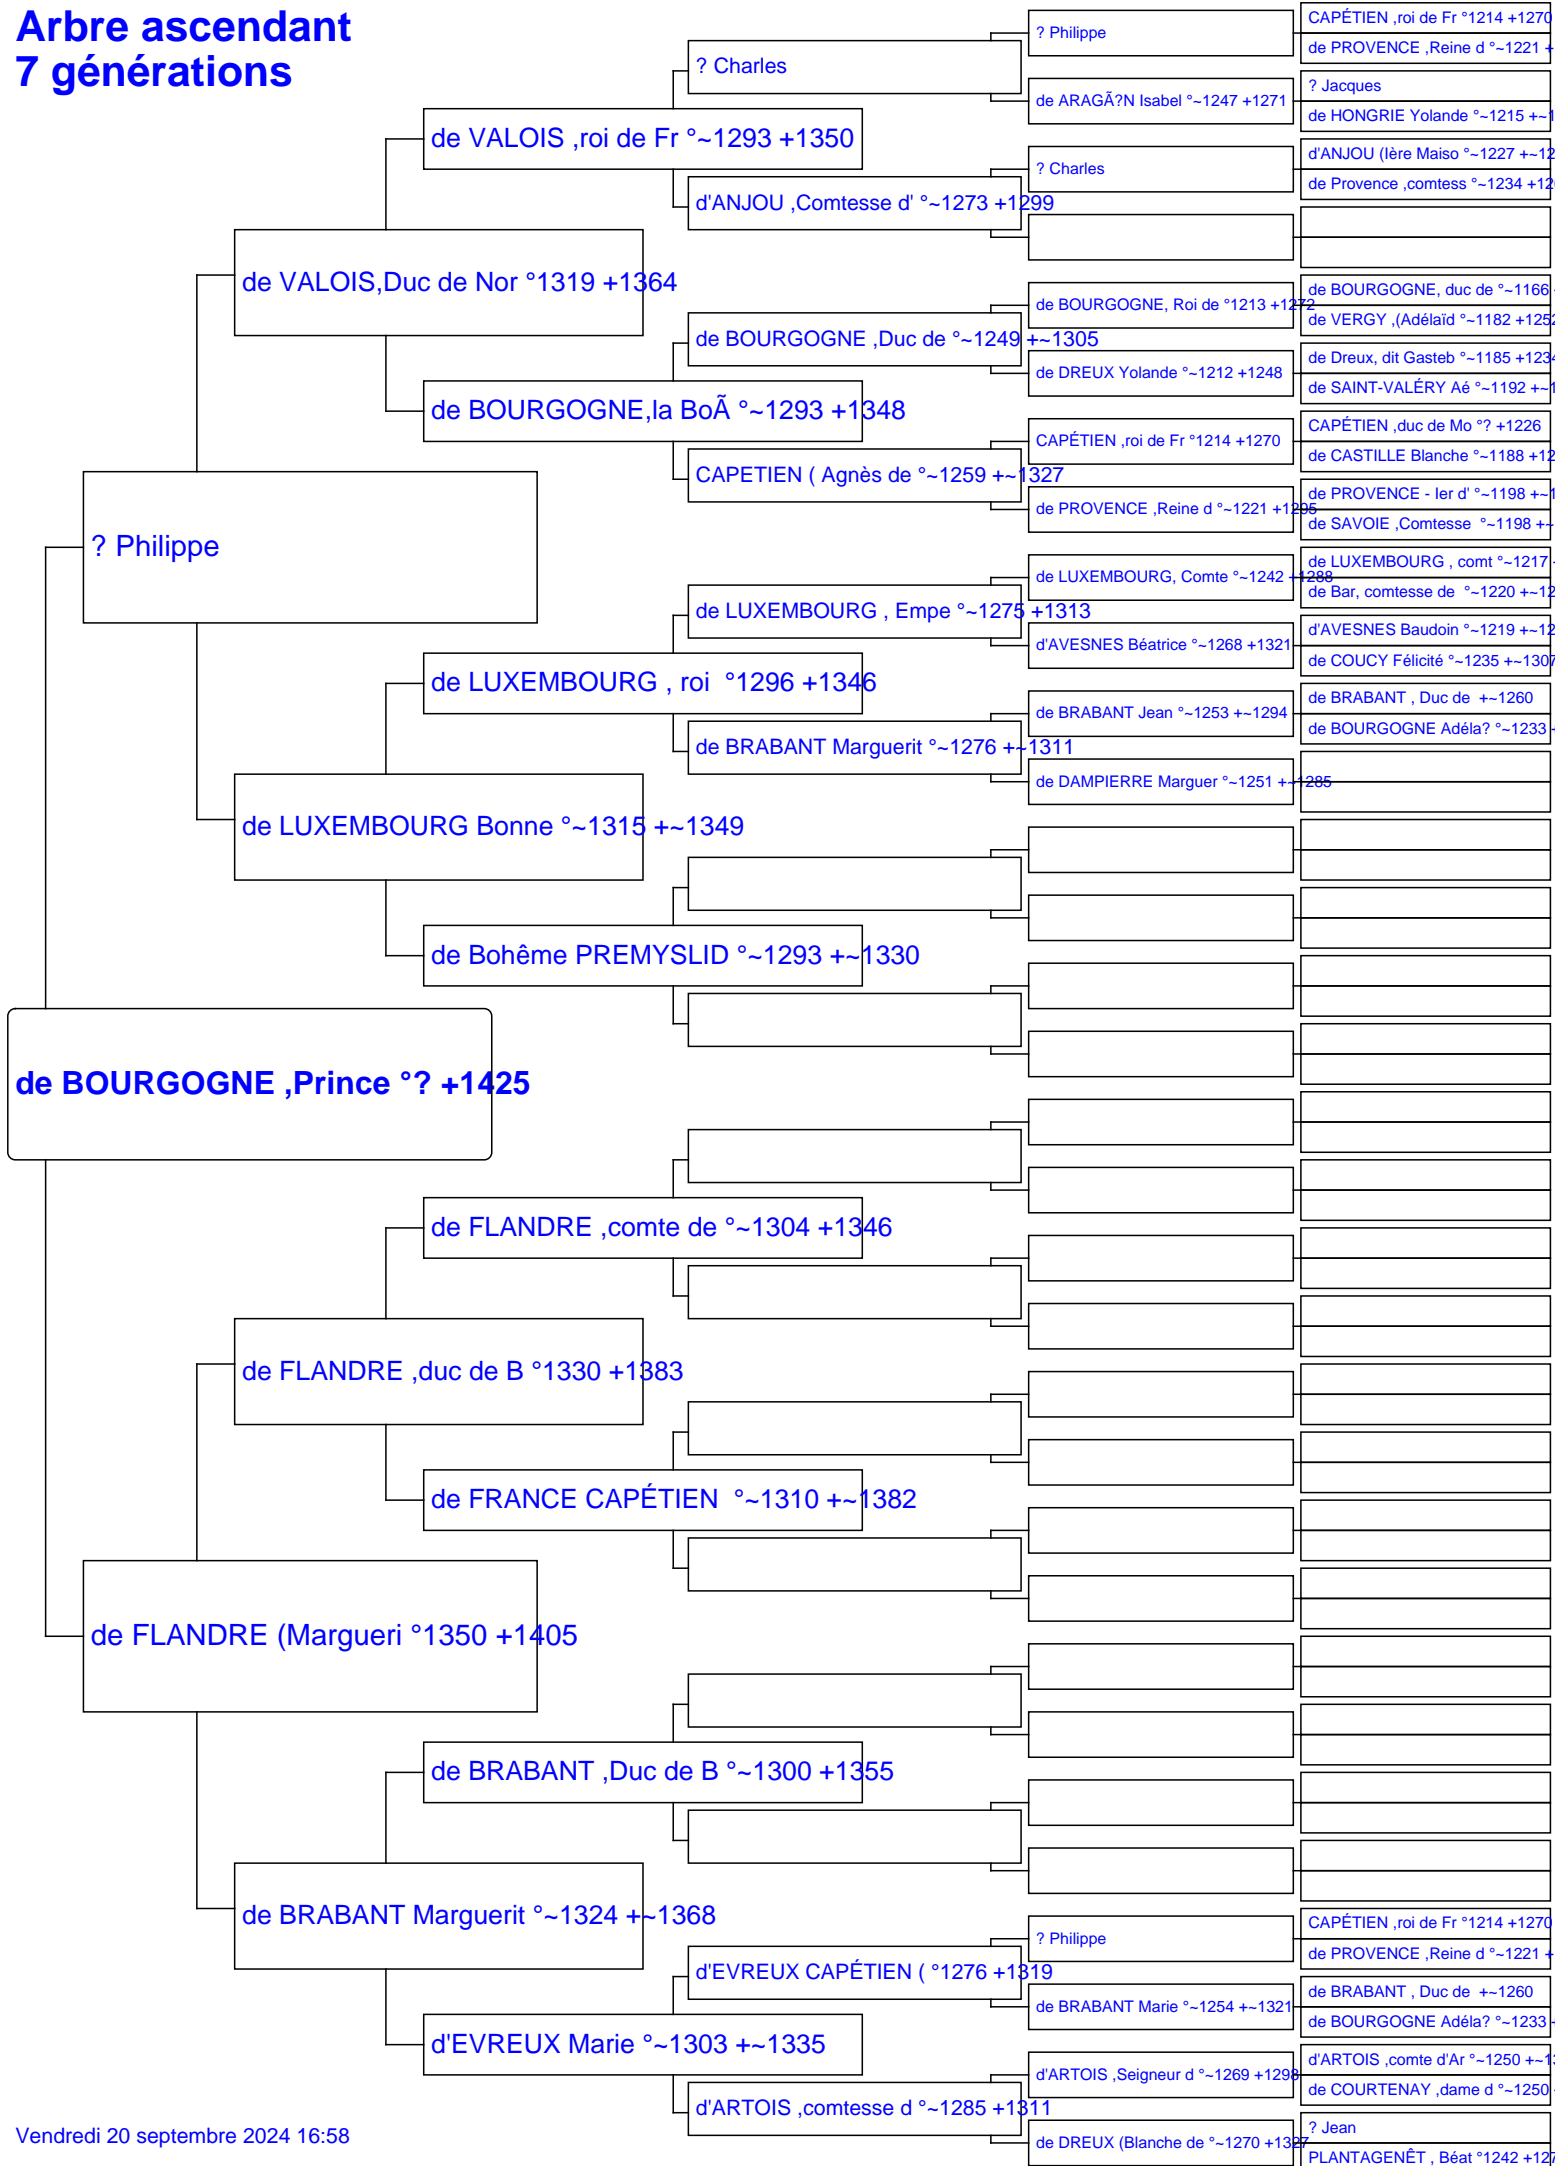 Arbre ascendant
7 générations
de BOURGOGNE ,Prince °? +1425
? Philippe
de FLANDRE (Margueri °1350 +1405
de VALOIS,Duc de Nor °1319 +1364
de LUXEMBOURG Bonne °~1315 +~1349
de FLANDRE ,duc de B °1330 +1383
de BRABANT Marguerit °~1324 +~1368
de VALOIS ,roi de Fr °~1293 +1350
de BOURGOGNE,la BoÃ °~1293 +1348
de LUXEMBOURG , roi °1296 +1346
de Bohême PREMYSLID °~1293 +~1330
de FLANDRE ,comte de °~1304 +1346
de FRANCE CAPÉTIEN °~1310 +~1382
de BRABANT ,Duc de B °~1300 +1355
d'EVREUX Marie °~1303 +~1335
? Charles
d'ANJOU ,Comtesse d' °~1273 +1299
de BOURGOGNE ,Duc de °~1249 +~1305
CAPETIEN ( Agnès de °~1259 +~1327
de LUXEMBOURG , Empe °~1275 +1313
de BRABANT Marguerit °~1276 +~1311
d'EVREUX CAPÉTIEN ( °1276 +1319
d'ARTOIS ,comtesse d °~1285 +1311
? Philippe
de ARAGÃ?N Isabel °~1247 +1271
? Charles
de BOURGOGNE, Roi de °1213 +1272
de DREUX Yolande °~1212 +1248
CAPÉTIEN ,roi de Fr °1214 +1270
de PROVENCE ,Reine d °~1221 +1295
de LUXEMBOURG, Comte °~1242 +1288
d'AVESNES Béatrice °~1268 +1321
de BRABANT Jean °~1253 +~1294
de DAMPIERRE Marguer °~1251 +~1285
? Philippe
de BRABANT Marie °~1254 +~1321
d'ARTOIS ,Seigneur d °~1269 +1298
de DREUX (Blanche de °~1270 +1327
CAPÉTIEN ,roi de Fr °1214 +1270
de PROVENCE ,Reine d °~1221 +
? Jacques
de HONGRIE Yolande °~1215 +~1
d'ANJOU (Ière Maiso °~1227 +~12
de Provence ,comtess °~1234 +12
de BOURGOGNE, duc de °~1166
de VERGY ,(Adélaïd °~1182 +1252
de Dreux, dit Gasteb °~1185 +1234
de SAINT-VALÉRY Aé °~1192 +~1
CAPÉTIEN ,duc de Mo °? +1226
de CASTILLE Blanche °~1188 +12
de PROVENCE - Ier d' °~1198 +~1
de SAVOIE ,Comtesse °~1198 +~
de LUXEMBOURG , comt °~1217
de Bar, comtesse de °~1220 +~12
d'AVESNES Baudoin °~1219 +~12
de COUCY Félicité °~1235 +~1307
de BRABANT , Duc de +~1260
de BOURGOGNE Adéla? °~1233 +
CAPÉTIEN ,roi de Fr °1214 +1270
de PROVENCE ,Reine d °~1221 +
de BRABANT , Duc de +~1260
de BOURGOGNE Adéla? °~1233 +
d'ARTOIS ,comte d'Ar °~1250 +~13
de COURTENAY ,dame d °~1250
? Jean
PLANTAGENÊT , Béat °1242 +127
Vendredi 20 septembre 2024 16:58